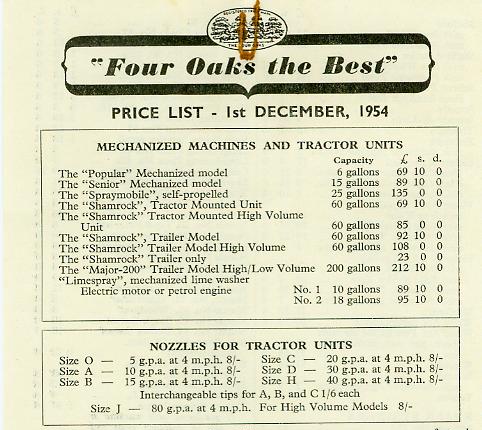 REGISTERED TRADE MARK
THE FOUR OAKS
"Four Oaks the Best"
PRICE LIST - 1st DECEMBER, 1954
MECHANIZED MACHINES AND TRACTOR UNITS
Capacity £ s. d.
The "Popular" Mechanized model 6 gallons 69 10 0
The "Senior" Mechanized model 15 gallons 89 10 0
The "Spraymobile", self-propelled 25 gallons 135 0 0
The "Shamrock", Tractor Mounted Unit 60 gallons 69 10 0
The "Shamrock" Tractor Mounted High Volume
Unit 60 gallons 85 0 0
The "Shamrock", Trailer Model 60 gallons 92 10 0
The "Shamrock" Trailer Model High Volume 60 gallons 108 0 0
The "Shamrock" Trailer only 23 0 0
The "Major-200" Trailer Model High/Low Volume 200 gallons 212 10 0
"Limespray", mechanized lime washer
Electric motor or petrol engine No. 1 10 gallons 89 10 0
No. 2 18 gallons 95 10 0
NOZZLES FOR TRACTOR UNITS
Size O — 5 g.p.a. at 4 m.p.h. 8/- Size C — 20 g.p.a. at 4 m.p.h. 8/-
Size A — 10 g.p.a. at 4 m.p.h. 8/- Size D — 30 g.p.a. at 4 m.p.h. 8/-
Size B — 15 g.p.a. at 4 m.p.h. 8/- Size H — 40 g.p.a. at 4 m.p.h. 8/-
Interchangeable tips for A, B, and C 1/6 each
Size J — 80 g.p.a. at 4 m.p.h. For High Volume Models 8/-